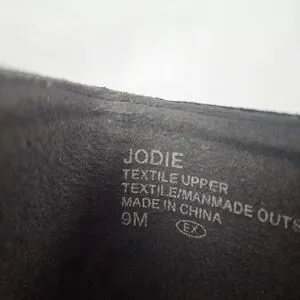 JODIE
TEXTILE UPPER
TEXTILE/MANMADE OUTS
MADE IN CHINA
9M EX